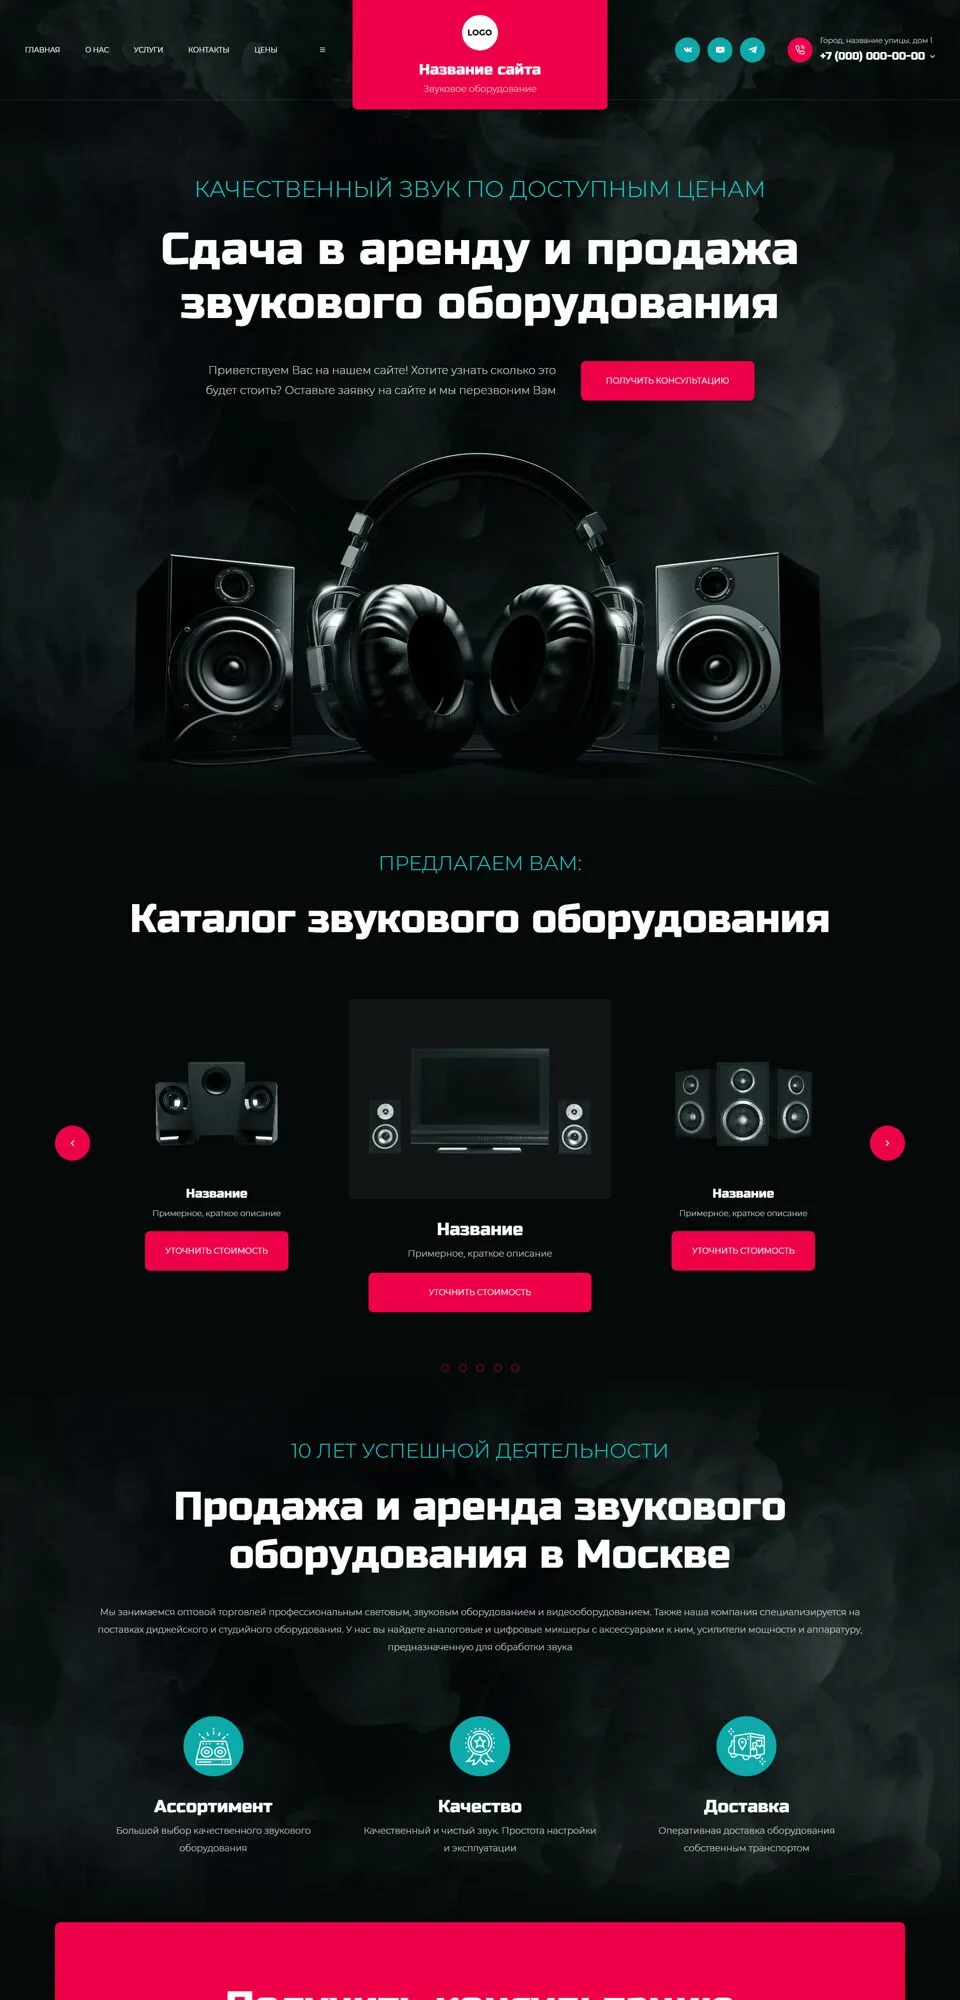 ГЛАВНАЯ О НАС УСЛУГИ КОНТАКТЫ ЦЕНЫ
LOGO
Название сайта
Звуковое оборудование
Город, название улицы, дом 1
+7 (000) 000-00-00
КАЧЕСТВЕННЫЙ ЗВУК ПО ДОСТУПНЫМ ЦЕНАМ
Сдача в аренду и продажа
звукового оборудования
Приветствуем Вас на нашем сайте! Хотите узнать сколько это
будет стоить? Оставьте заявку на сайте и мы перезвоним Вам
ПОЛУЧИТЬ КОНСУЛЬТАЦИЮ
ПРЕДЛАГАЕМ ВАМ:
Каталог звукового оборудования
Название
Примерное, краткое описание
УТОЧНИТЬ СТОИМОСТЬ
Название
Примерное, краткое описание
УТОЧНИТЬ СТОИМОСТЬ
Название
Примерное, краткое описание
УТОЧНИТЬ СТОИМОСТЬ
10 ЛЕТ УСПЕШНОЙ ДЕЯТЕЛЬНОСТИ
Продажа и аренда звукового
оборудования в Москве
Мы занимаемся оптовой торговлей профессиональным световым, звуковым оборудованием и видеооборудованием. Также наша компания специализируется на
поставках диджейского и студийного оборудования. У нас вы найдете аналоговые и цифровые микшеры с аксессуарами к ним, усилители мощности и аппаратуру,
предназначенную для обработки звука
Ассортимент
Большой выбор качественного звукового
оборудования
Качество
Качественный и чистый звук. Простота настройки
и эксплуатации
Доставка
Оперативная доставка оборудования
собственным транспортом
Получить консультацию